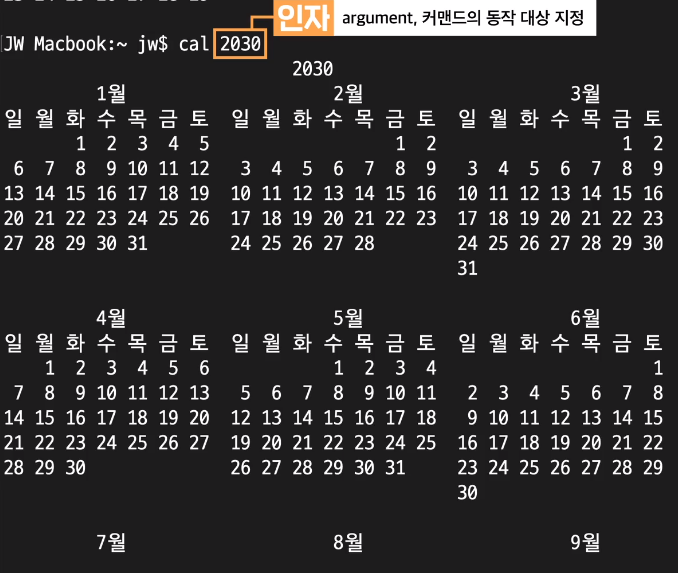 인자 argument, 커맨드의 동작 대상 지정
JW Macbook:~ jw$ cal 2030
2030
1월 2월 3월
일 월 화 수 목 금 토 일 월 화 수 목 금 토 일 월 화 수 목 금 토
1 2 3 4 5 1 2 1 2
6 7 8 9 10 11 12 3 4 5 6 7 8 9 3 4 5 6 7 8 9
13 14 15 16 17 18 19 10 11 12 13 14 15 16 10 11 12 13 14 15 16
20 21 22 23 24 25 26 17 18 19 20 21 22 23 17 18 19 20 21 22 23
27 28 29 30 31 24 25 26 27 28 24 25 26 27 28 29 30
31
4월 5월 6월
일 월 화 수 목 금 토 일 월 화 수 목 금 토 일 월 화 수 목 금 토
1 2 3 4 5 6 1 2 3 4 1
7 8 9 10 11 12 13 5 6 7 8 9 10 11 2 3 4 5 6 7 8
14 15 16 17 18 19 20 12 13 14 15 16 17 18 9 10 11 12 13 14 15
21 22 23 24 25 26 27 19 20 21 22 23 24 25 16 17 18 19 20 21 22
28 29 30 26 27 28 29 30 31 23 24 25 26 27 28 29
30
7월 8월 9월